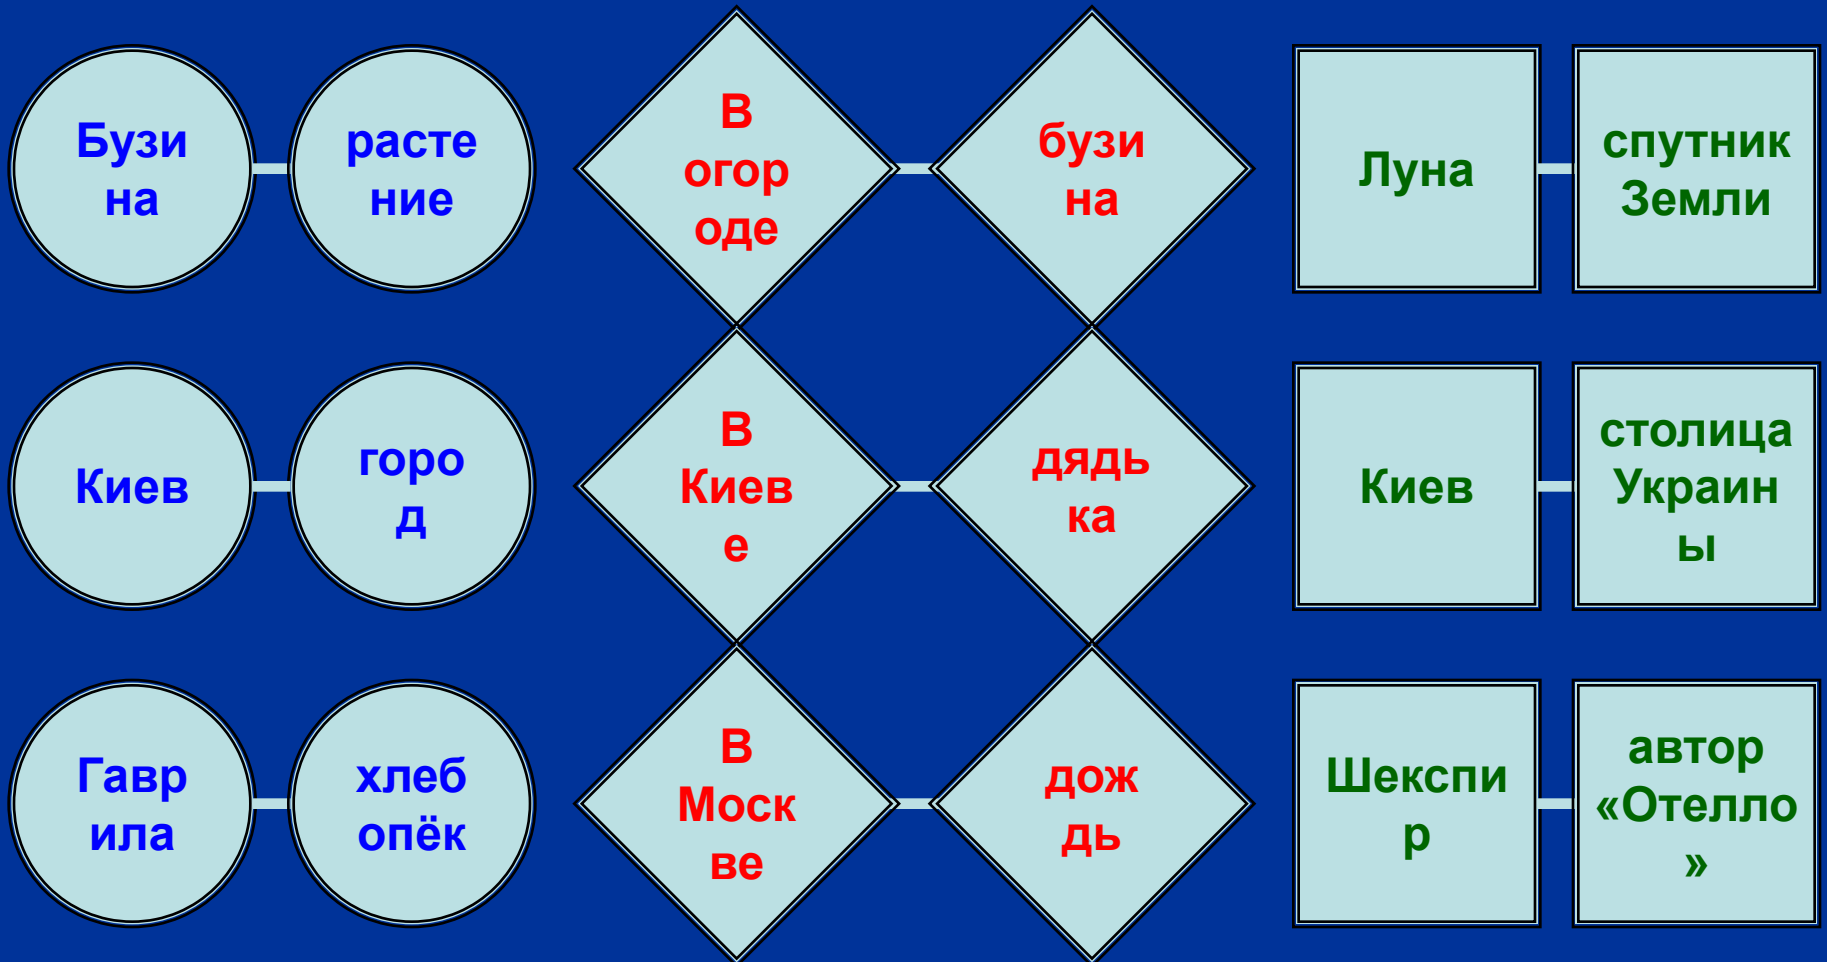 Бузи
на
расте
ние
В
огор
оде
бузи
на
Луна
спутник
Земли
Киев
горо
д
В
Киев
е
дядь
ка
Киев
столица
Украин
ы
Гавр
ила
хлеб
опёк
В
Моск
ве
дож
дь
Шекспи
р
автор
«Отелло
»